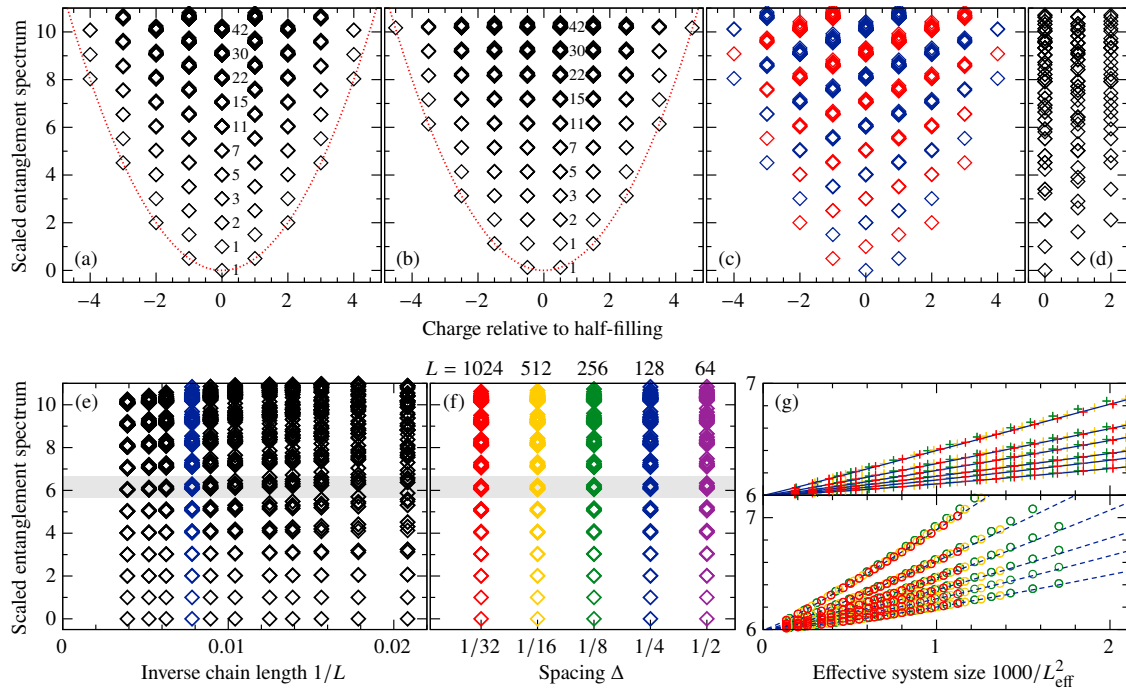 Scaled entanglement spectrum
10
8
6
4
2
0
(a)
42
30
22
15
11
7
5
3
2
1
−4 −2 0 2 4
(b)
42
30
22
15
11
7
5
3
2
1
1
−4 −2 0 2 4
(c)
−4 −2 0 2 4
(d)
0 2
Charge relative to half-filling
Scaled entanglement spectrum
10
8
6
4
2
0
(e)
0 0.01 0.02
Inverse chain length 1/L
L = 1024 512 256 128 64
(f)
1/32 1/16 1/8 1/4 1/2
Spacing Δ
7
(g)
6
7
6
1 2
Effective system size 1000/L²eff